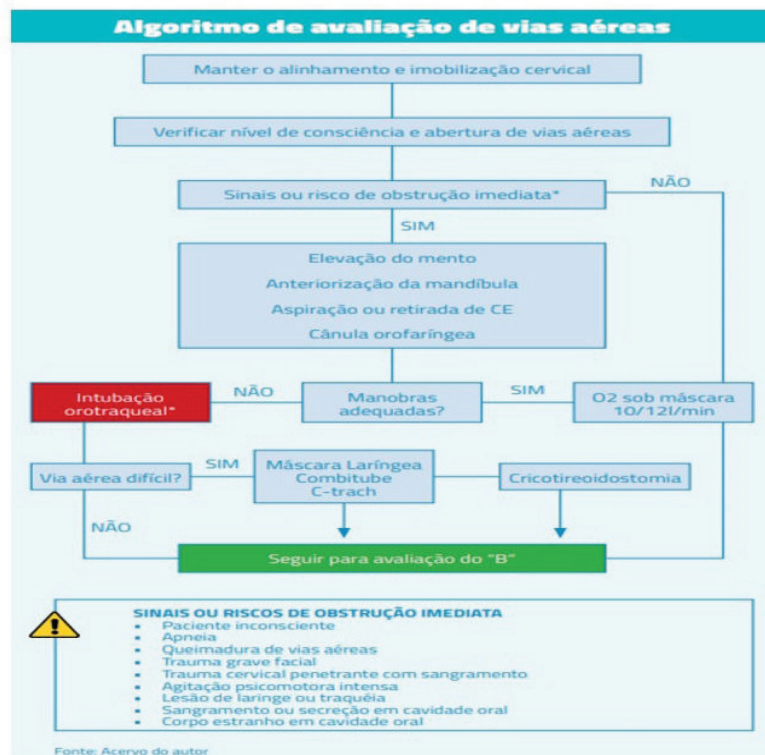 Algoritmo de avaliação de vias aéreas
Manter o alinhamento e imobilização cervical
Verificar nível de consciência e abertura de vias aéreas
Sinais ou risco de obstrução imediata*
NÃO
SIM
Elevação do mento
Anteriorização da mandíbula
Aspiração ou retirada de CE
Cânula orofaríngea
Intubação
orotraqueal*
NÃO
Manobras
adequadas?
SIM
O2 sob máscara
10/12l/min
Via aérea difícil?
SIM
Máscara Laríngea
Combitube
C-trach
Cricotireoidostomia
NÃO
Seguir para avaliação do "B"
SINAIS OU RISCOS DE OBSTRUÇÃO IMEDIATA
• Paciente inconsciente
• Apneia
• Queimadura de vias aéreas
• Trauma grave facial
• Trauma cervical penetrante com sangramento
• Agitação psicomotora intensa
• Lesão de laringe ou traquéia
• Sangramento ou secreção em cavidade oral
• Corpo estranho em cavidade oral
Fonte: Acervo do autor